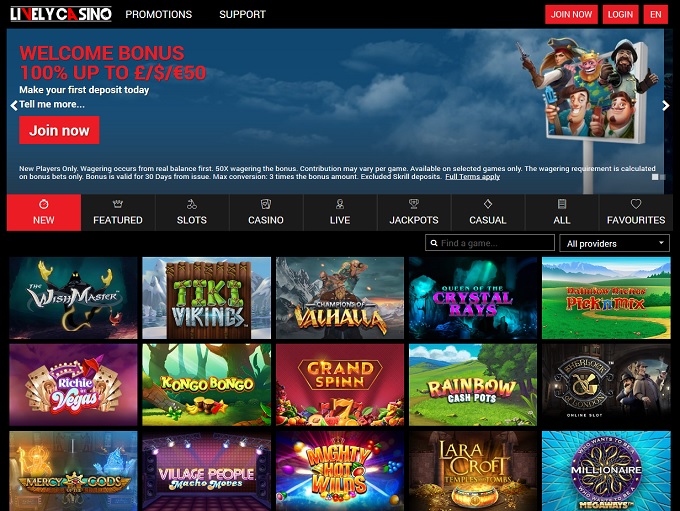 LIVELY CASINO
PROMOTIONS
SUPPORT
JOIN NOW
LOGIN
EN
WELCOME BONUS
100% UP TO £/$/€50
Make your first deposit today
Tell me more...
Join now
New Players Only. Wagering occurs from real balance first. 50X wagering the bonus. Contribution may vary per game. Available on selected games only. The wagering requirement is calculated
on bonus bets only. Bonus is valid for 30 Days from issue. Max conversion: 3 times the bonus amount. Excluded Skrill deposits. Full Terms apply
NEW
FEATURED
SLOTS
CASINO
LIVE
JACKPOTS
CASUAL
ALL
FAVOURITES
Find a game...
All providers
THE
WISH MASTER
TIKI
VIKINGS
CHAMPIONS OF
VALHALLA
QUEEN OF THE
CRYSTAL
RAYS
Rainbow Riches
Pick n Mix
Richie
IN
Vegas
KONGO BONGO
GRAND
SPINN
7
RAINBOW
CASH POTS
SHERLOCK
OF LONDON
ONLINE SLOT
MERCY OF THE GODS
VILLAGE PEOPLE
Macho Moves
MIGHTY
HOT
WILDS
LARA
CROFT
TEMPLES AND TOMBS
WHO WANTS TO BE A
MILLIONAIRE
MEGAWAYS